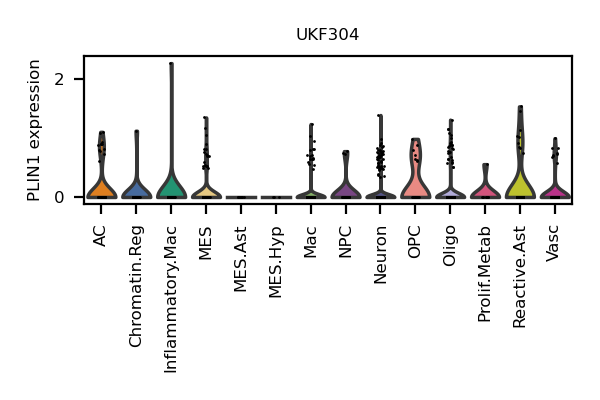 UKF304
PLIN1 expression
2
0
AC
Chromatin.Reg
Inflammatory.Mac
MES
MES.Ast
MES.Hyp
Mac
NPC
Neuron
OPC
Oligo
Prolif.Metab
Reactive.Ast
Vasc